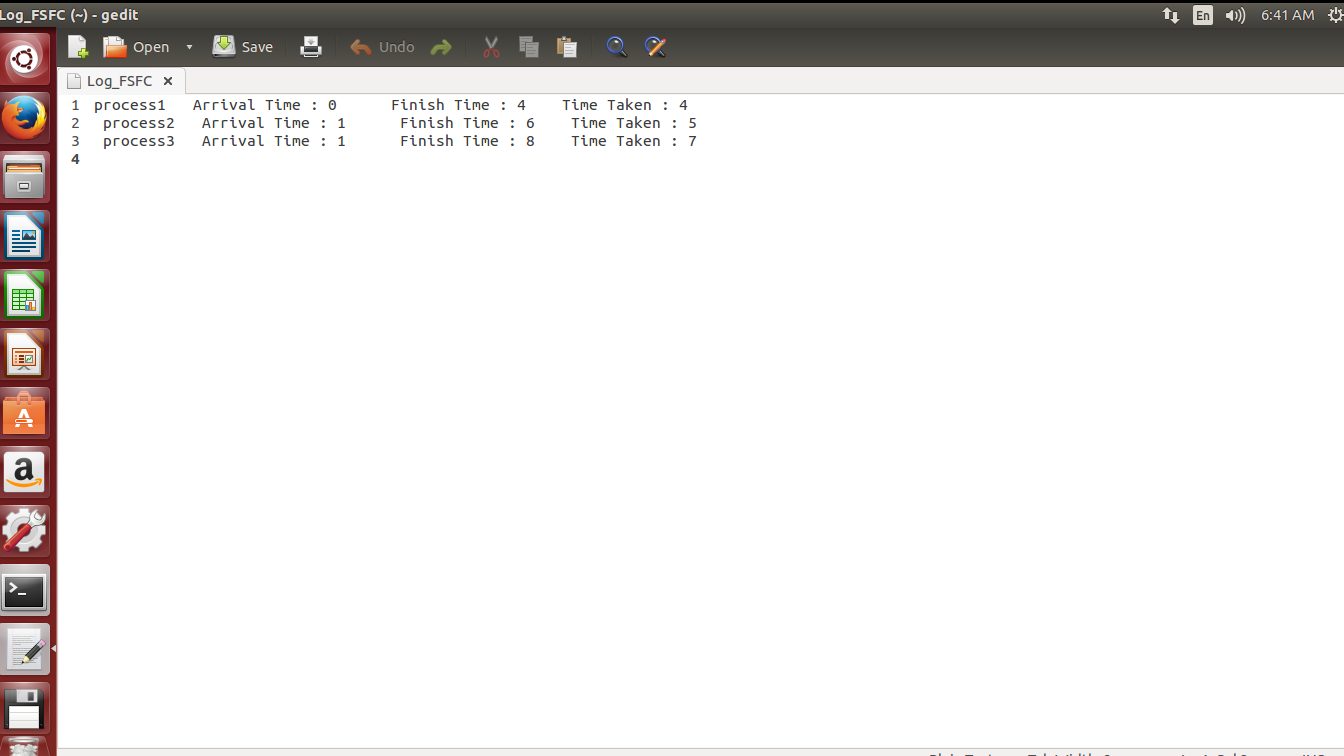 Log_FSFC (~) - gedit
En 6:41 AM
Open Save Undo
Log_FSFC ×
1 process1   Arrival Time : 0      Finish Time : 4    Time Taken : 4
2  process2   Arrival Time : 1      Finish Time : 6    Time Taken : 5
3  process3   Arrival Time : 1      Finish Time : 8    Time Taken : 7
4
a
>_